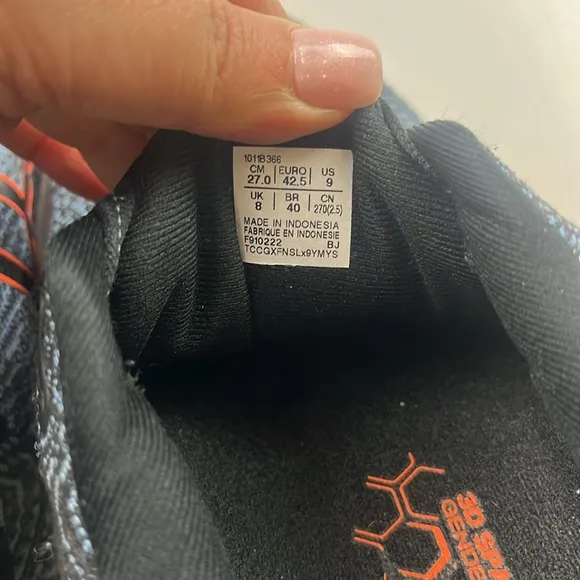 1011B366
CM EURO US
27.0 42.5 9
UK BR CN
8 40 270(2.5)
MADE IN INDONESIA
FABRIQUE EN INDONESIE
F910222 BJ
TCCGXFNSLx9YMYS
3D